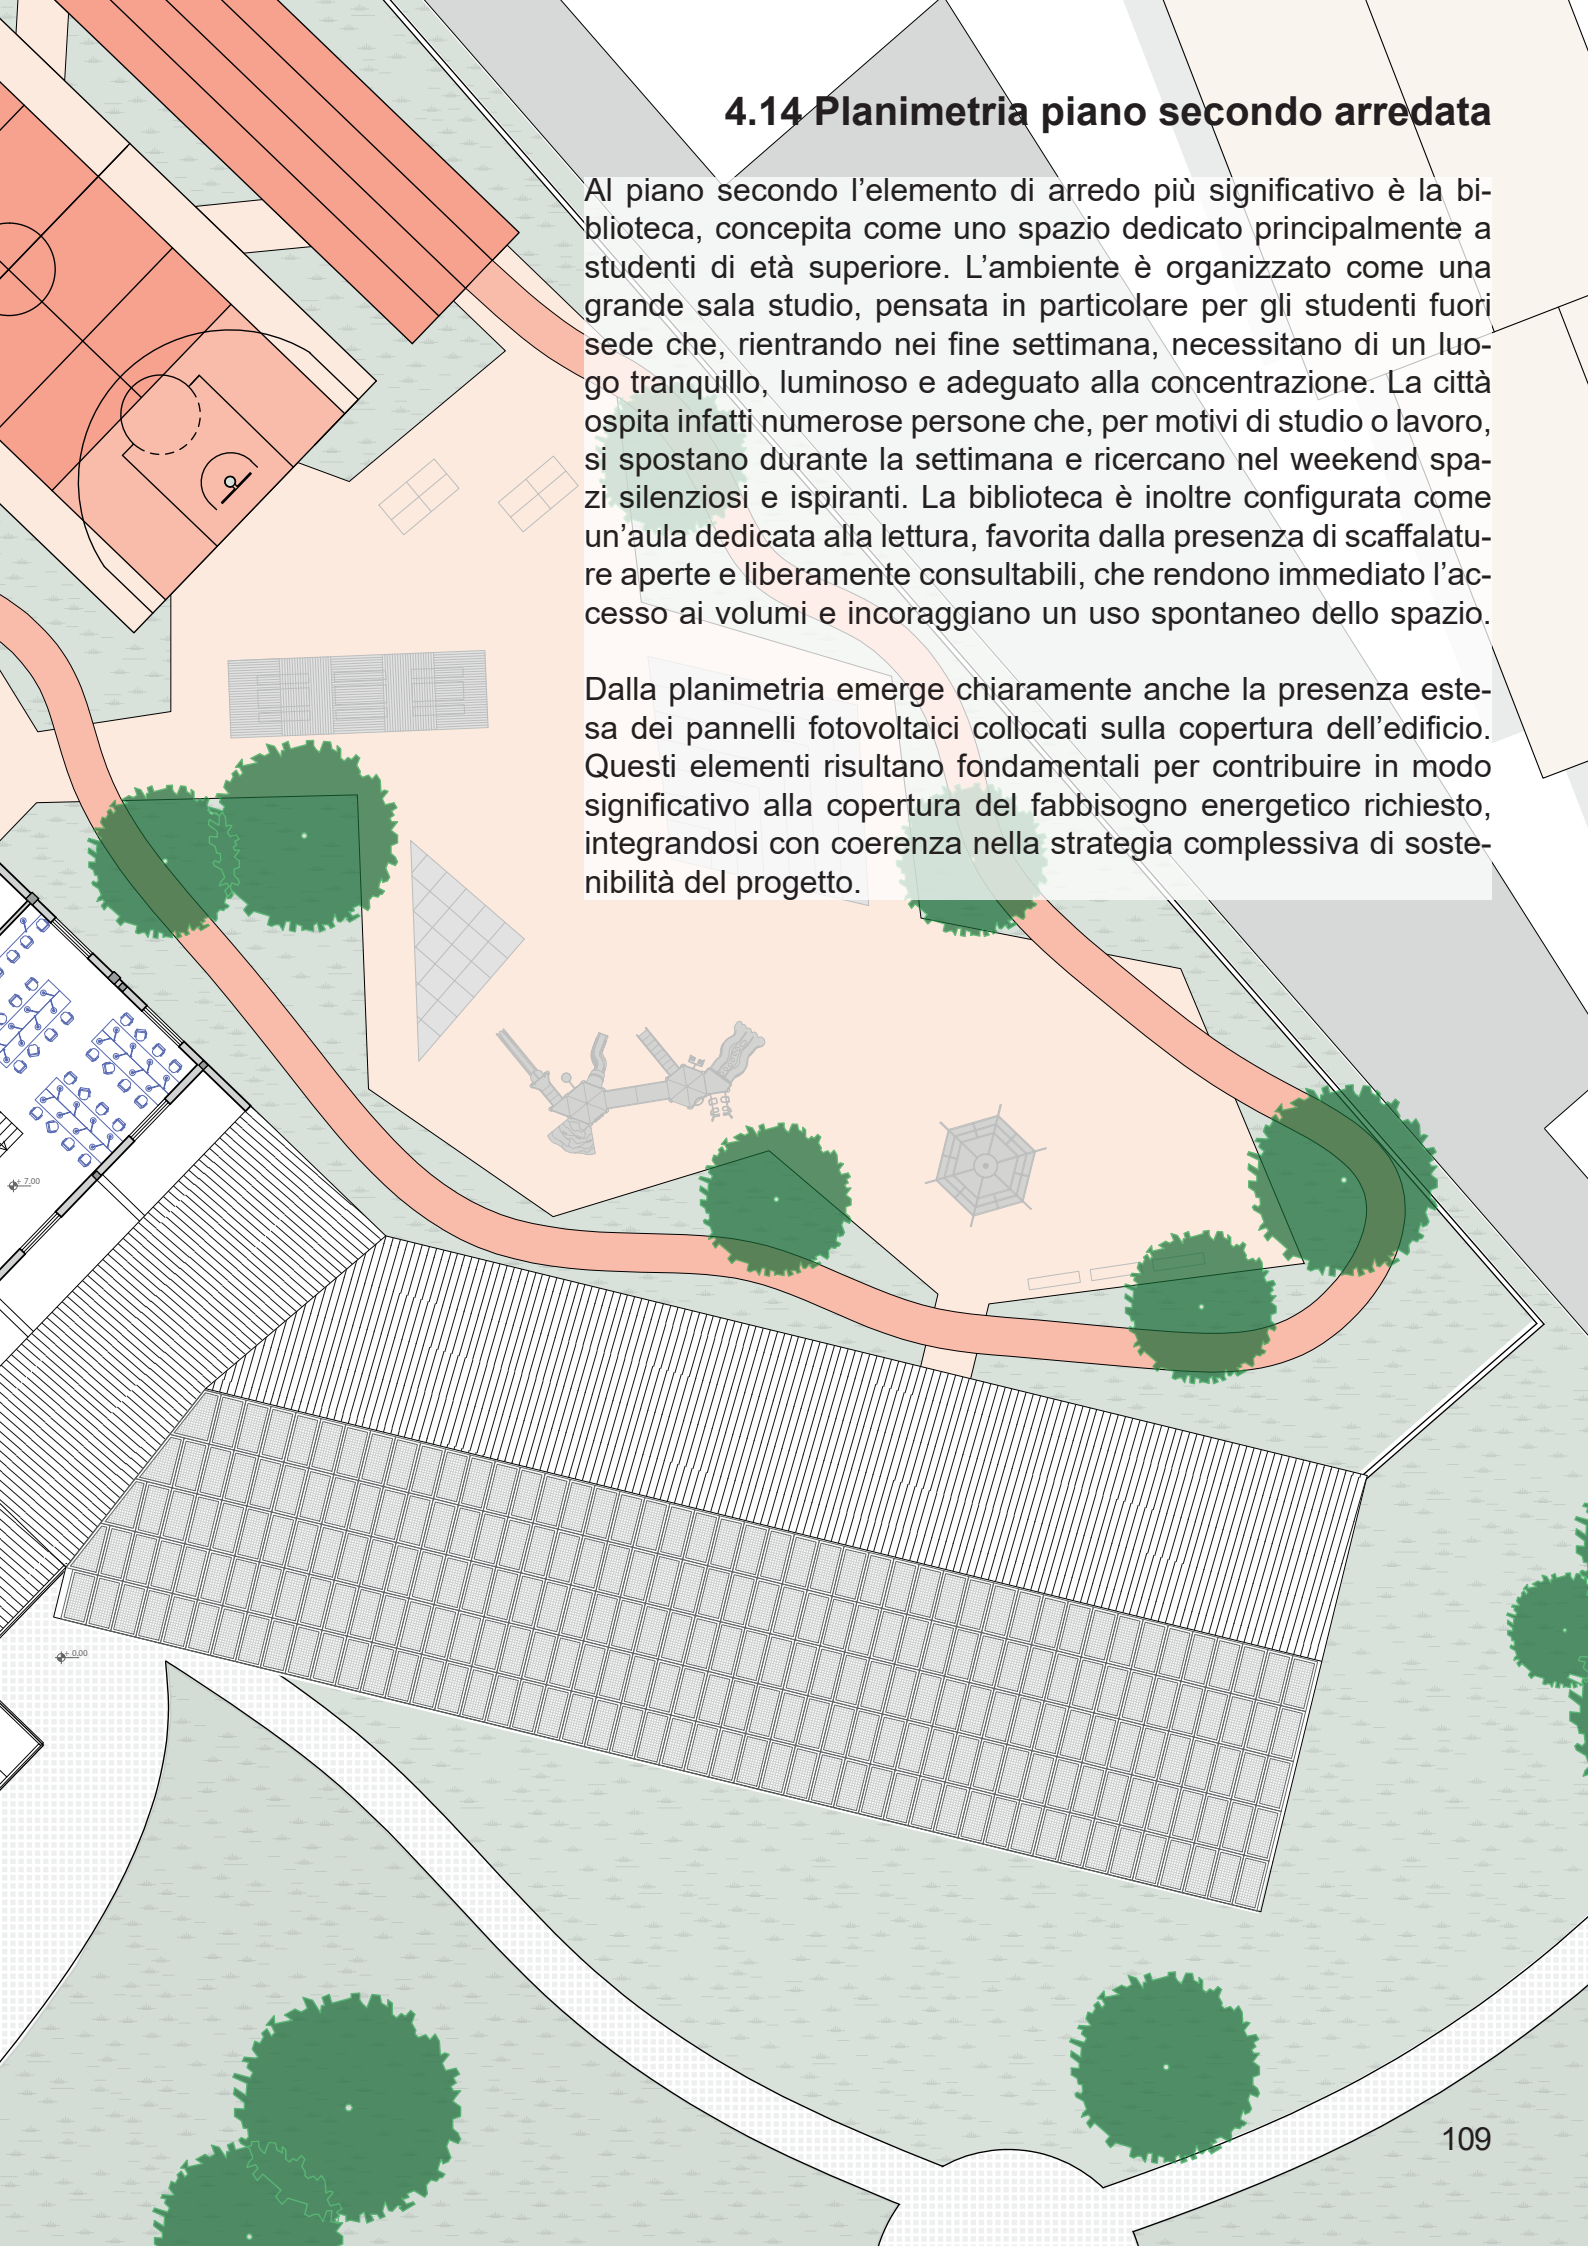 4.14 Planimetria piano secondo arredata
Al piano secondo l’elemento di arredo più significativo è la bi-
blioteca, concepita come uno spazio dedicato principalmente a
studenti di età superiore. L’ambiente è organizzato come una
grande sala studio, pensata in particolare per gli studenti fuori
sede che, rientrando nei fine settimana, necessitano di un luo-
go tranquillo, luminoso e adeguato alla concentrazione. La città
ospita infatti numerose persone che, per motivi di studio o lavoro,
si spostano durante la settimana e ricercano nel weekend spa-
zi silenziosi e ispiranti. La biblioteca è inoltre configurata come
un’aula dedicata alla lettura, favorita dalla presenza di scaffalatu-
re aperte e liberamente consultabili, che rendono immediato l’ac-
cesso ai volumi e incoraggiano un uso spontaneo dello spazio.
Dalla planimetria emerge chiaramente anche la presenza este-
sa dei pannelli fotovoltaici collocati sulla copertura dell’edificio.
Questi elementi risultano fondamentali per contribuire in modo
significativo alla copertura del fabbisogno energetico richiesto,
integrandosi con coerenza nella strategia complessiva di soste-
nibilità del progetto.
+ 7,00
+ 0,00
109